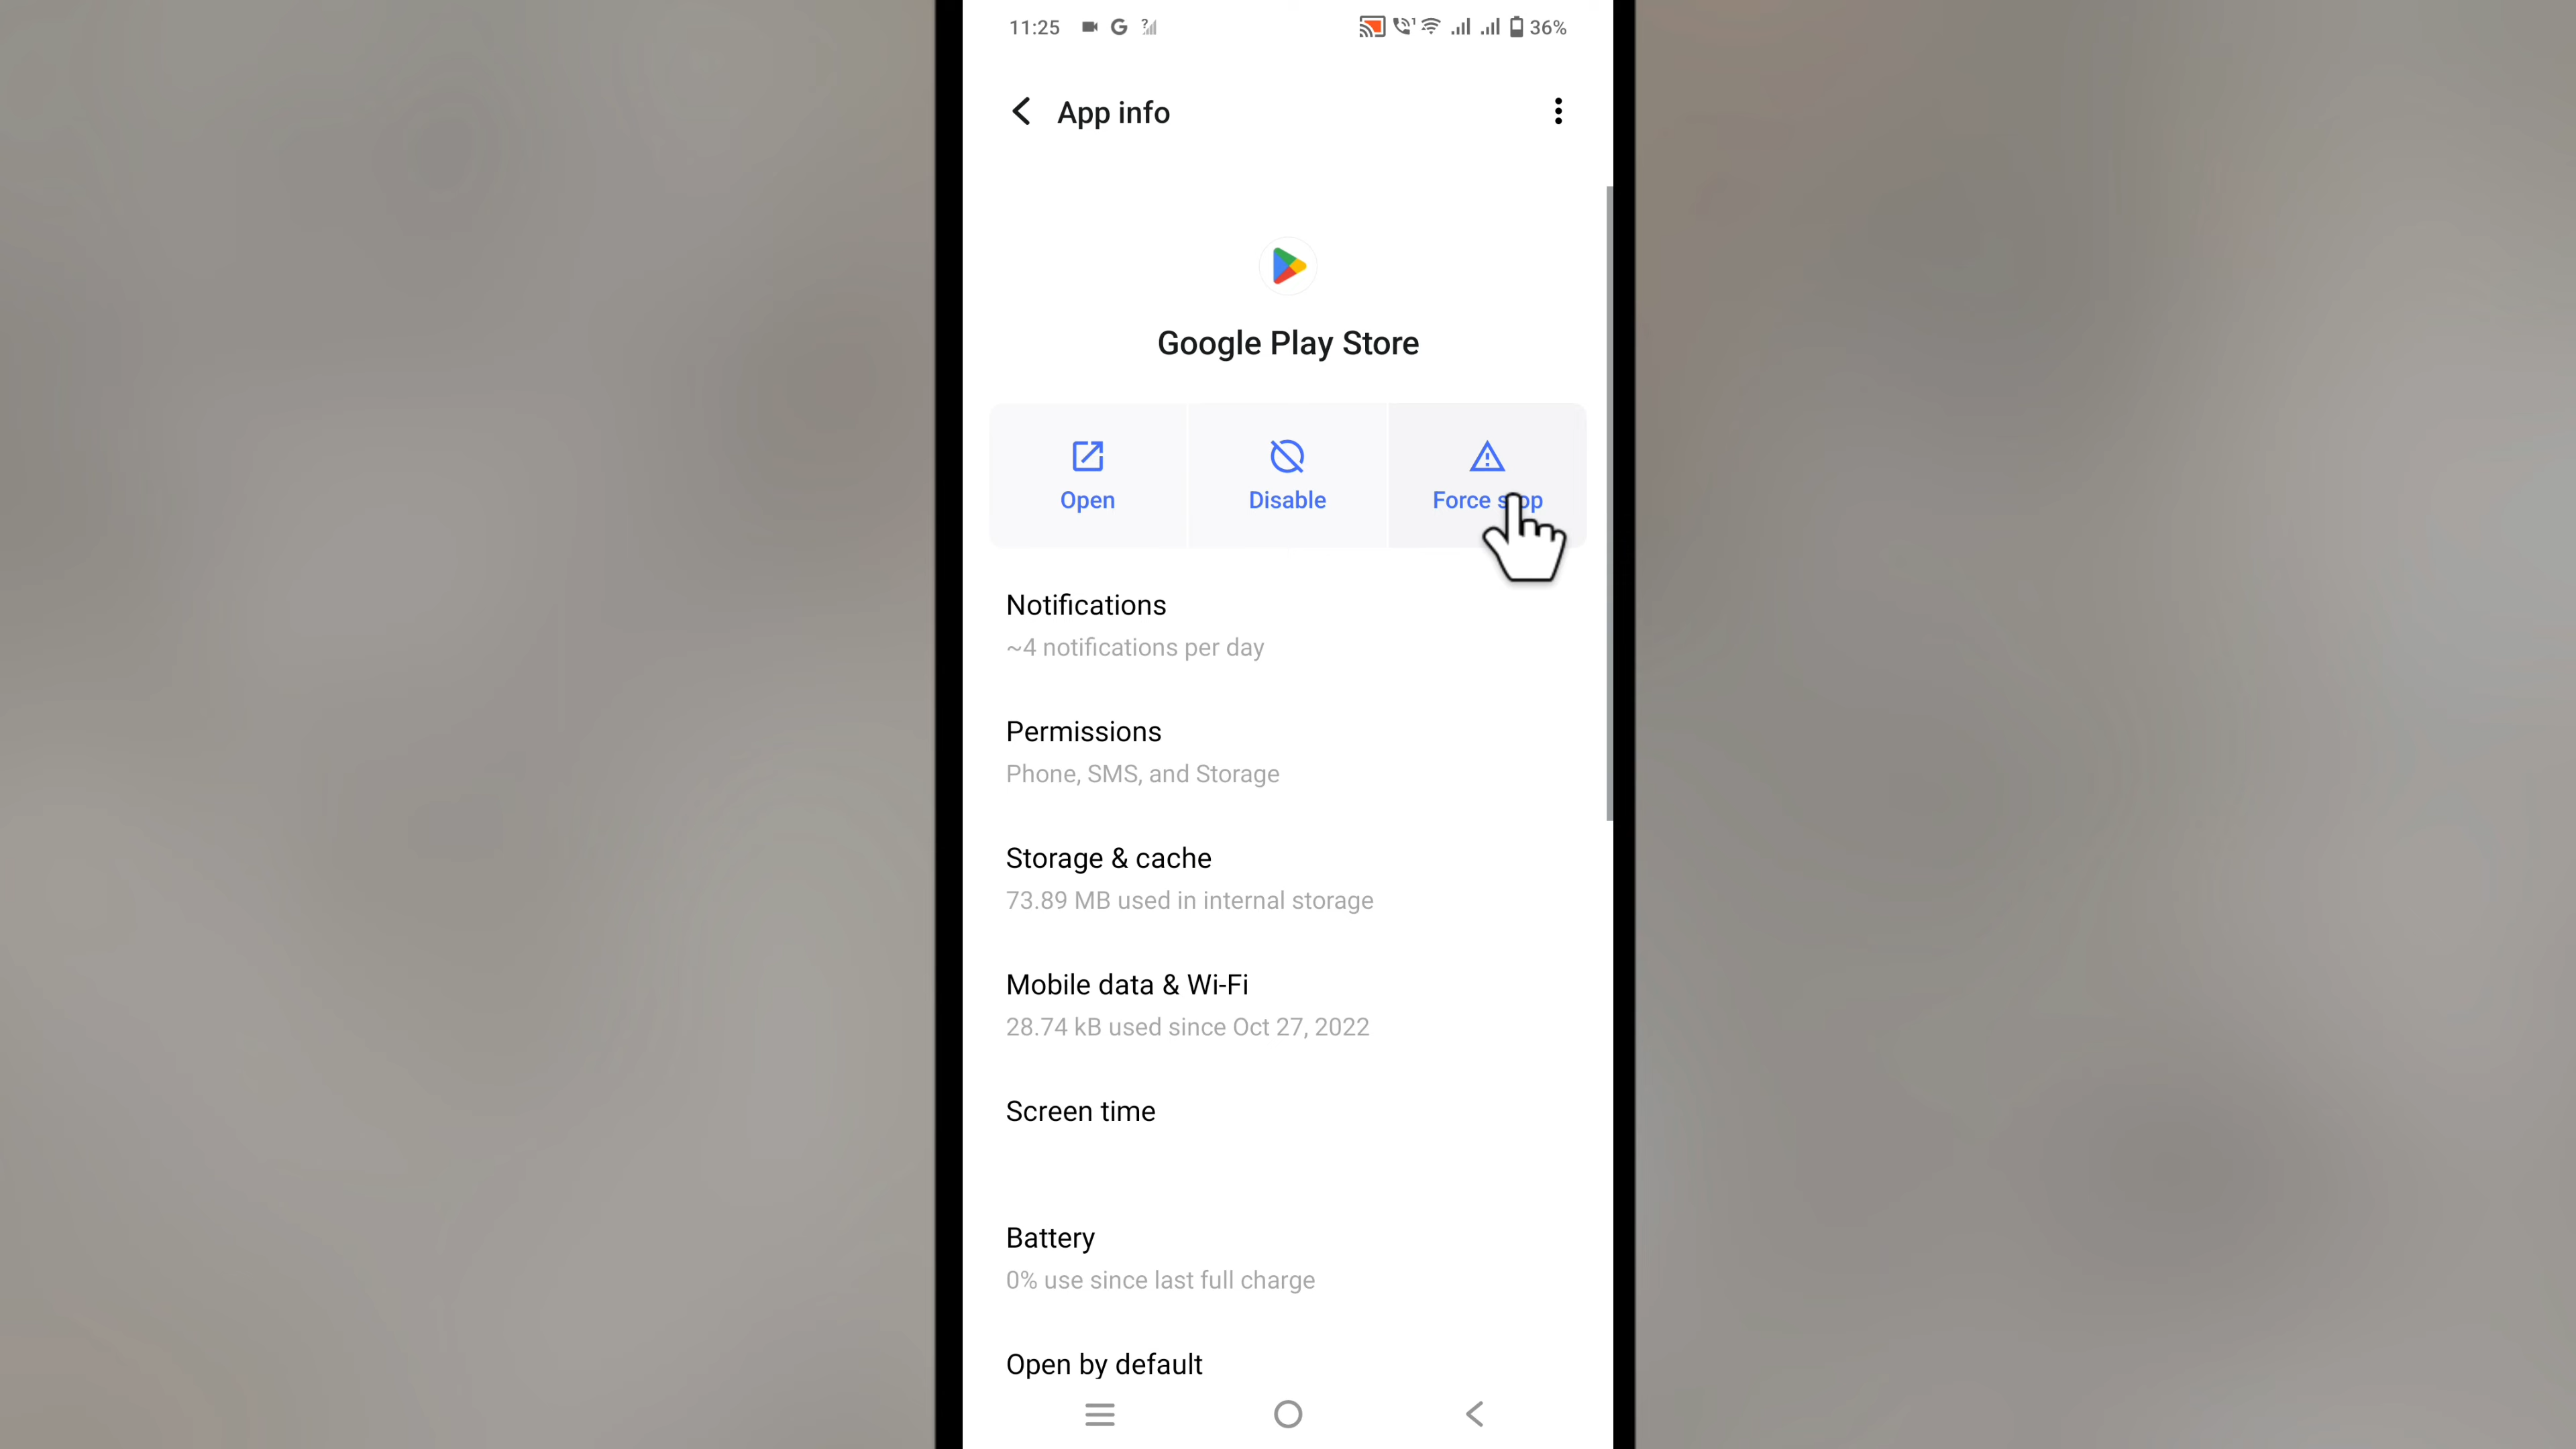 11:25 G ? 36%
App info
Google Play Store
Open Disable Force stop
Notifications
~4 notifications per day
Permissions
Phone, SMS, and Storage
Storage & cache
73.89 MB used in internal storage
Mobile data & Wi-Fi
28.74 kB used since Oct 27, 2022
Screen time
Battery
0% use since last full charge
Open by default